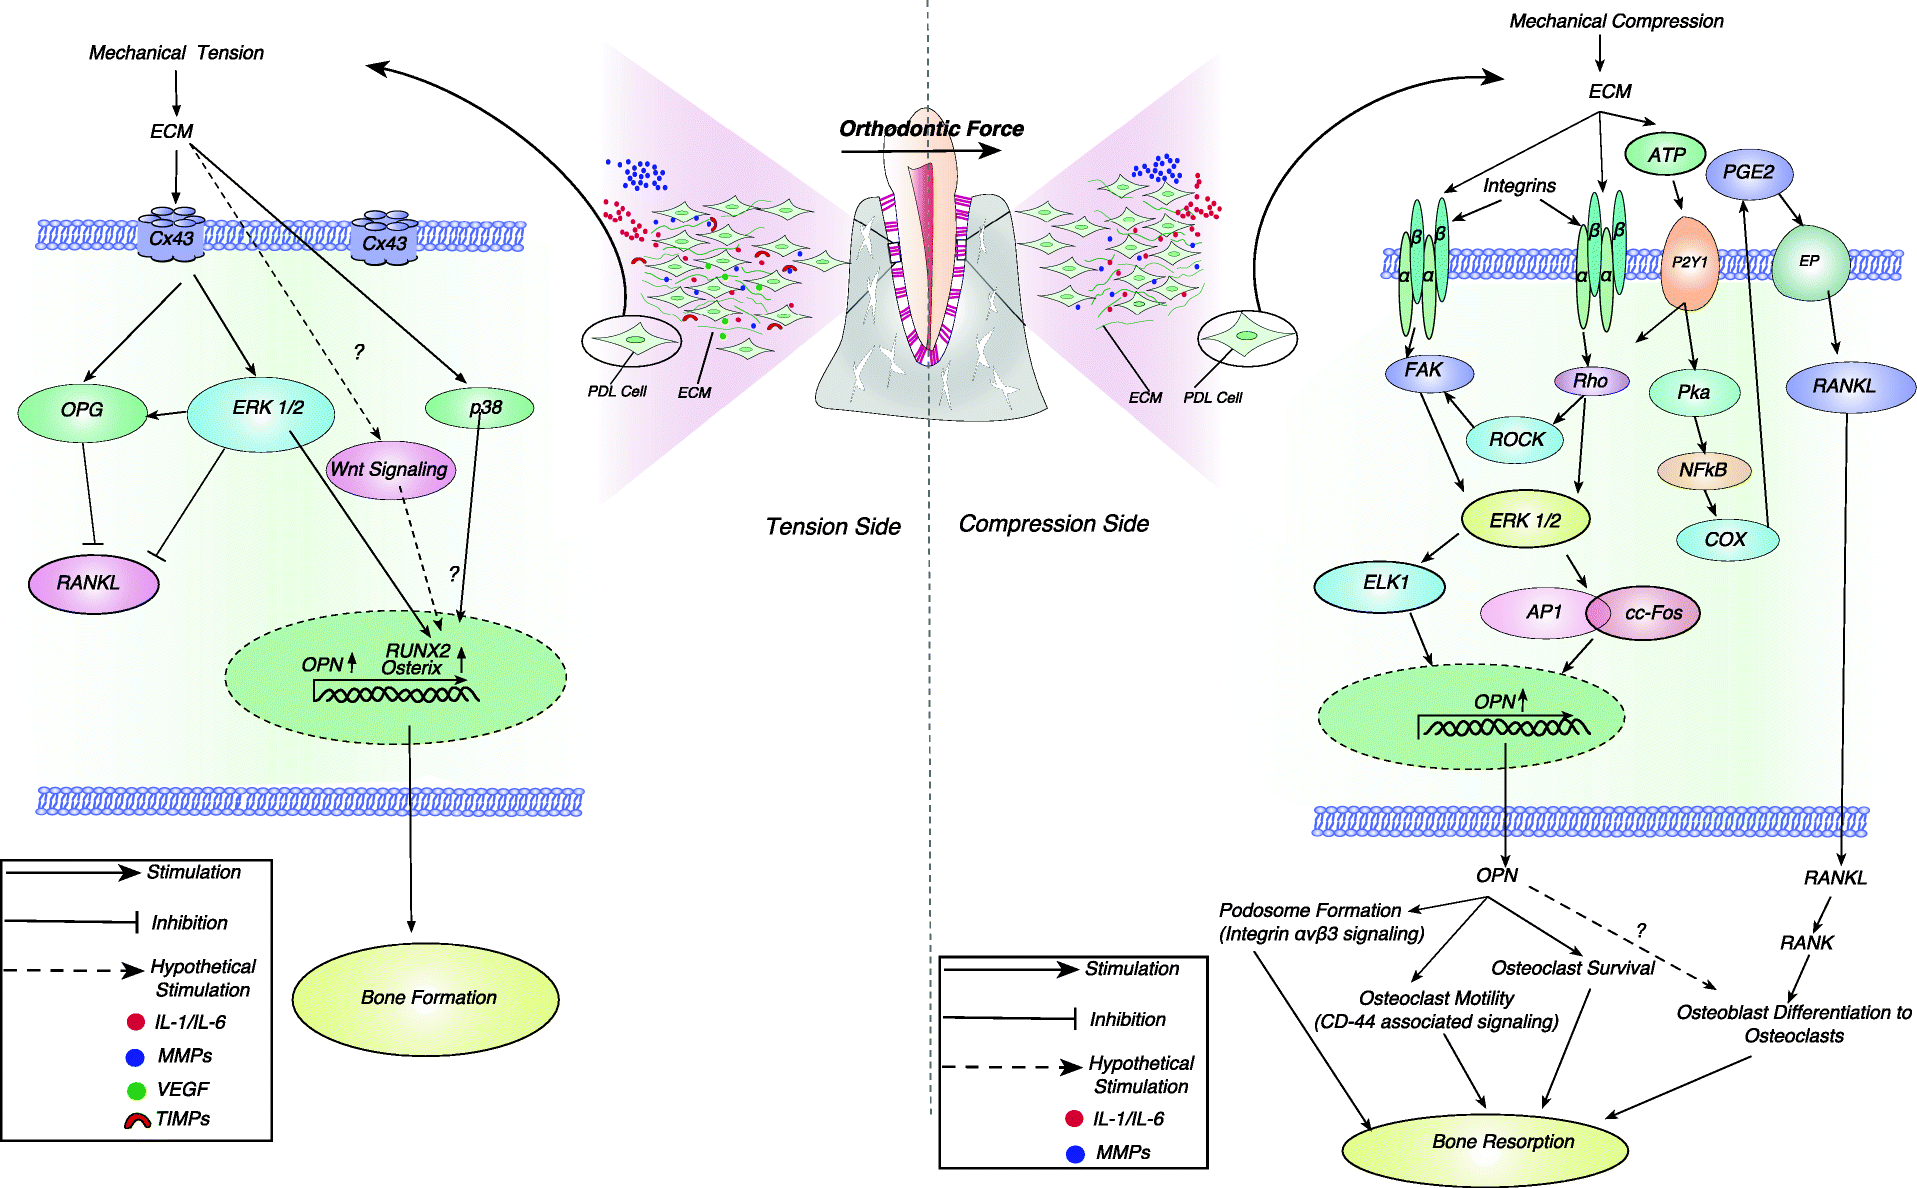 Mechanical Tension
ECM
Cx43
Cx43
?
OPG
ERK 1/2
p38
Wnt Signaling
RANKL
?
RUNX2
OPN
Osterix
Bone Formation
Stimulation
Inhibition
Hypothetical
Stimulation
IL-1/IL-6
MMPs
VEGF
TIMPs
Orthodontic Force
PDL Cell
ECM
ECM
PDL Cell
Tension Side
Compression Side
Mechanical Compression
ECM
ATP
PGE2
Integrins
β
β
β
β
α
α
α
α
P2Y1
EP
FAK
Rho
Pka
RANKL
ROCK
NFkB
ERK 1/2
COX
ELK1
AP1
cc-Fos
OPN
OPN
RANKL
Podosome Formation
(Integrin αvβ3 signaling)
?
RANK
Osteoclast Survival
Osteoclast Motility
(CD-44 associated signaling)
Osteoblast Differentiation to
Osteoclasts
Bone Resorption
Stimulation
Inhibition
Hypothetical
Stimulation
IL-1/IL-6
MMPs